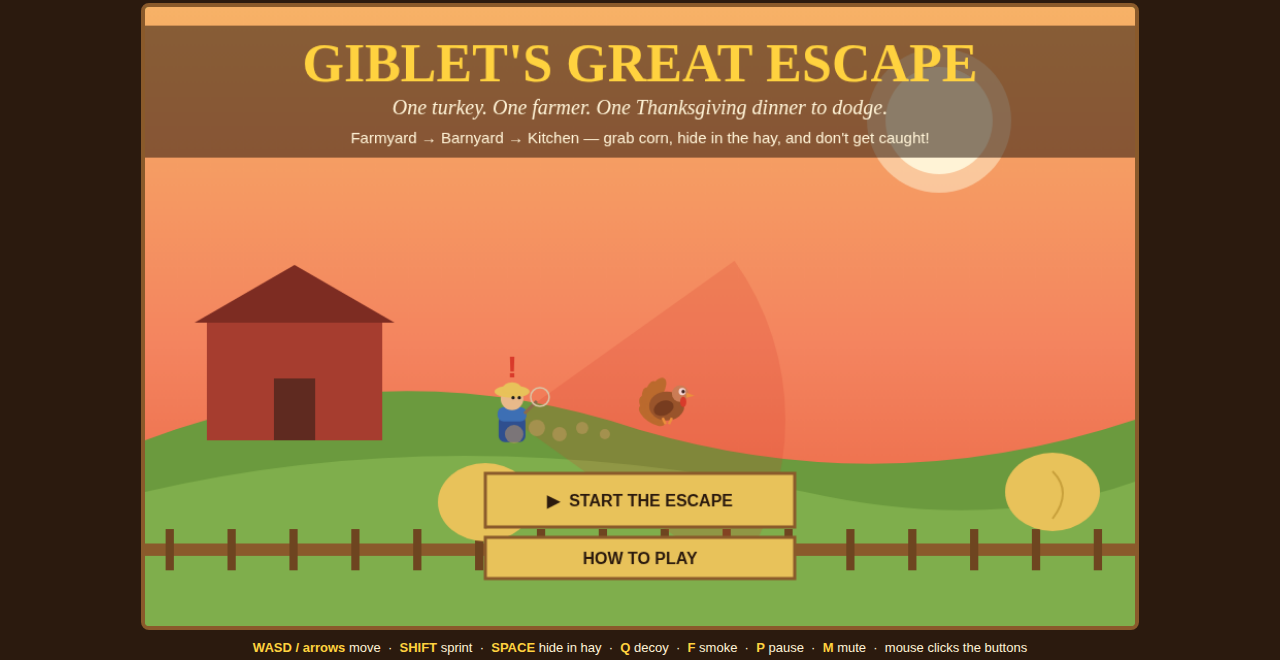 GIBLET'S GREAT ESCAPE
One turkey. One farmer. One Thanksgiving dinner to dodge.
Farmyard → Barnyard → Kitchen — grab corn, hide in the hay, and don't get caught!
!
▶ START THE ESCAPE
HOW TO PLAY
WASD / arrows move · SHIFT sprint · SPACE hide in hay · Q decoy · F smoke · P pause · M mute · mouse clicks the buttons